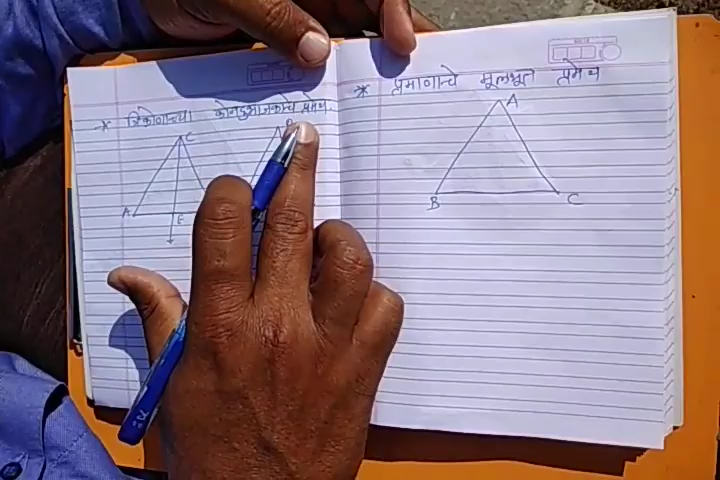 * त्रिकोणाच्या कोनदुभाजकाचे प्रमेय
C
A
E
* प्रमाणाचे मूलभूत प्रमेय
A
B
C